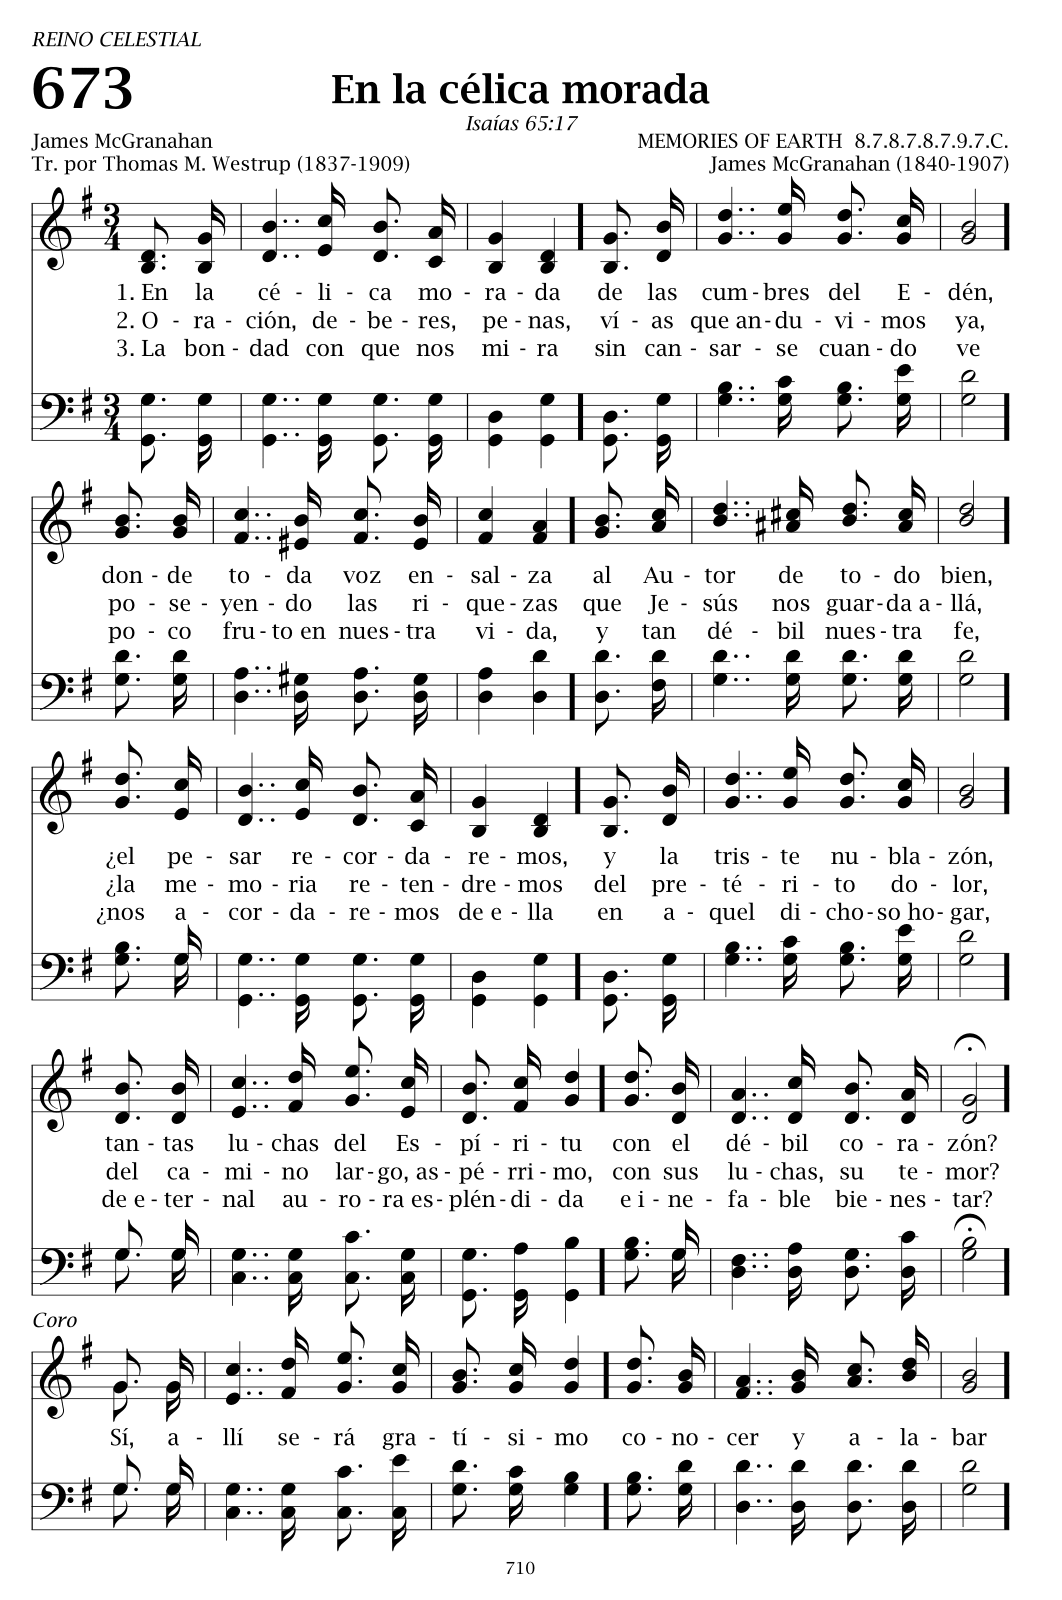 REINO CELESTIAL
673
En la célica morada
Isaías 65:17
James McGranahan
MEMORIES OF EARTH 8.7.8.7.8.7.9.7.C.
Tr. por Thomas M. Westrup (1837-1909)
James McGranahan (1840-1907)
1. En la cé - li - ca mo - ra - da de las cum - bres del E - dén,
2. O - ra - ción, de - be - res, pe - nas, ví - as que an - du - vi - mos ya,
3. La bon - dad con que nos mi - ra sin can - sar - se cuan - do ve
don - de to - da voz en - sal - za al Au - tor de to - do bien,
po - se - yen - do las ri - que - zas que Je - sús nos guar - da a - llá,
po - co fru - to en nues - tra vi - da, y tan dé - bil nues - tra fe,
¿el pe - sar re - cor - da - re - mos, y la tris - te nu - bla - zón,
¿la me - mo - ria re - ten - dre - mos del pre - té - ri - to do - lor,
¿nos a - cor - da - re - mos de e - lla en a - quel di - cho - so ho - gar,
tan - tas lu - chas del Es - pí - ri - tu con el dé - bil co - ra - zón?
del ca - mi - no lar - go, as - pé - rri - mo, con sus lu - chas, su te - mor?
de e - ter - nal au - ro - ra es - plén - di - da e i - ne - fa - ble bie - nes - tar?
Coro
Sí, a - llí se - rá gra - tí - si - mo co - no - cer y a - la - bar
710